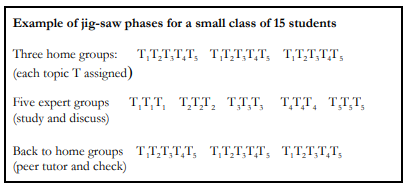 Example of jig-saw phases for a small class of 15 students
Three home groups: T₁T₂T₃T₄T₅ T₁T₂T₃T₄T₅ T₁T₂T₃T₄T₅
(each topic T assigned)
Five expert groups T₁T₁T₁ T₂T₂T₂ T₃T₃T₃ T₄T₄T₄ T₅T₅T₅
(study and discuss)
Back to home groups T₁T₂T₃T₄T₅ T₁T₂T₃T₄T₅ T₁T₂T₃T₄T₅
(peer tutor and check)